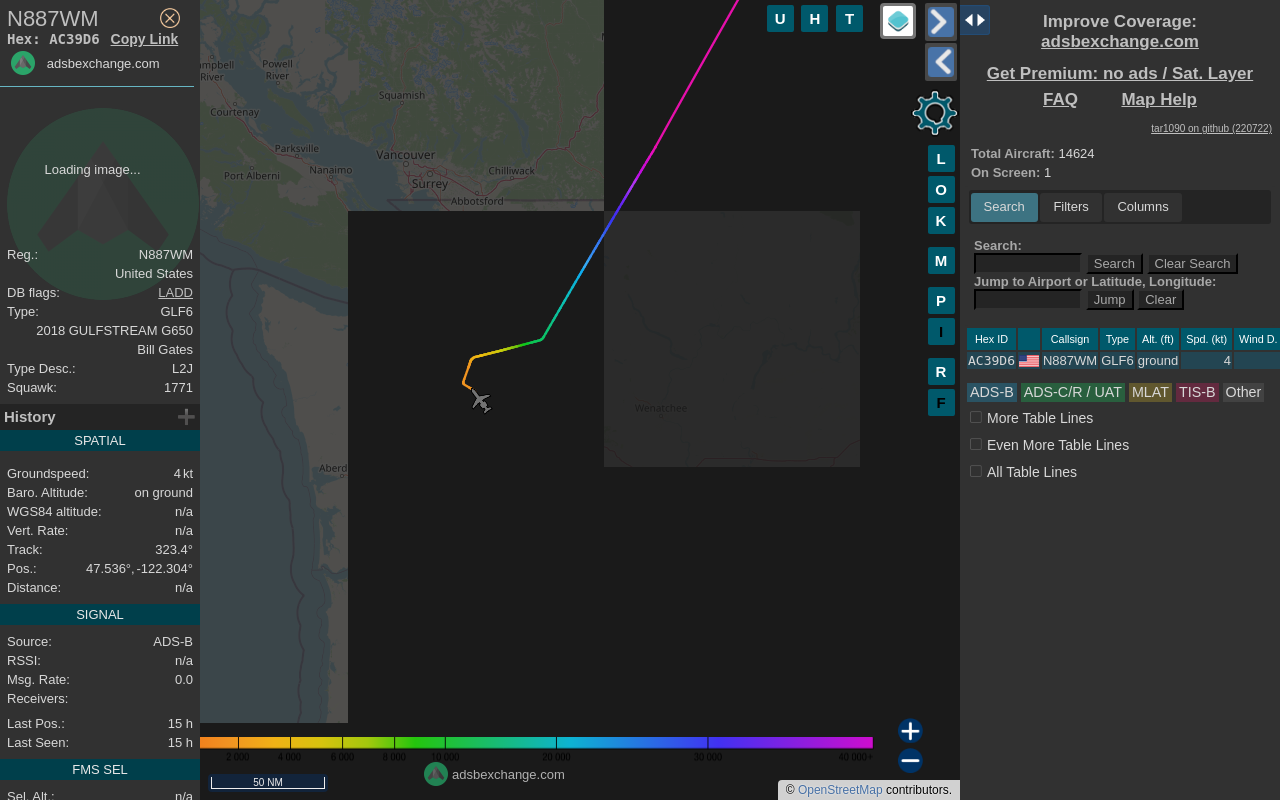 N887WM
Hex: AC39D6 Copy Link
adsbexchange.com
Loading image...
Reg.: N887WM
United States
DB flags: LADD
Type: GLF6
2018 GULFSTREAM G650
Bill Gates
Type Desc.: L2J
Squawk: 1771
History
SPATIAL
Groundspeed: 4 kt
Baro. Altitude: on ground
WGS84 altitude: n/a
Vert. Rate: n/a
Track: 323.4°
Pos.: 47.536°, -122.304°
Distance: n/a
SIGNAL
Source: ADS-B
RSSI: n/a
Msg. Rate: 0.0
Receivers:
Last Pos.: 15 h
Last Seen: 15 h
FMS SEL
Sel. Alt.: n/a
mpbell
River
Powell
River
Squamish
Courtenay
Parksville
Vancouver
Port Alberni
Nanaimo
Surrey
Chilliwack
Abbotsford
Wenatchee
Aberd
U H T
L
O
K
M
P
I
R
F
2 000 4 000 6 000 8 000 10 000 20 000 30 000 40 000+
50 NM
adsbexchange.com
© OpenStreetMap contributors.
Improve Coverage:
adsbexchange.com
Get Premium: no ads / Sat. Layer
FAQ Map Help
tar1090 on github (220722)
Total Aircraft: 14624
On Screen: 1
Search Filters Columns
Search:
Search Clear Search
Jump to Airport or Latitude, Longitude:
Jump Clear
Hex ID Callsign Type Alt. (ft) Spd. (kt) Wind D.
AC39D6 N887WM GLF6 ground 4
ADS-B ADS-C/R / UAT MLAT TIS-B Other
More Table Lines
Even More Table Lines
All Table Lines